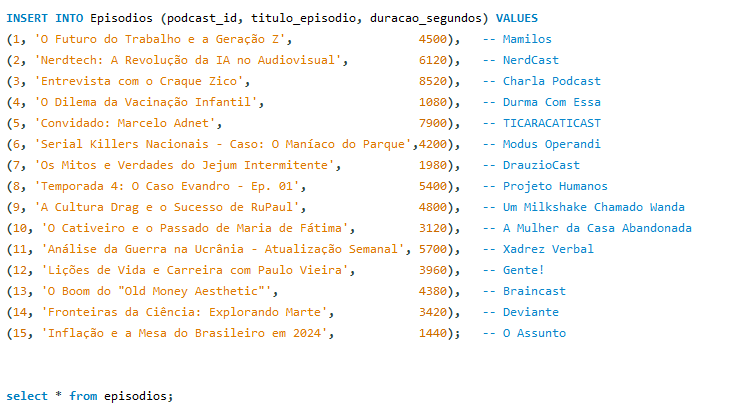 INSERT INTO Episodios (podcast_id, titulo_episodio, duracao_segundos) VALUES
(1, 'O Futuro do Trabalho e a Geração Z', 4500), -- Mamilos
(2, 'Nerdtech: A Revolução da IA no Audiovisual', 6120), -- NerdCast
(3, 'Entrevista com o Craque Zico', 8520), -- Charla Podcast
(4, 'O Dilema da Vacinação Infantil', 1080), -- Durma Com Essa
(5, 'Convidado: Marcelo Adnet', 7900), -- TICARACATICAST
(6, 'Serial Killers Nacionais - Caso: O Maníaco do Parque',4200), -- Modus Operandi
(7, 'Os Mitos e Verdades do Jejum Intermitente', 1980), -- DrauzioCast
(8, 'Temporada 4: O Caso Evandro - Ep. 01', 5400), -- Projeto Humanos
(9, 'A Cultura Drag e o Sucesso de RuPaul', 4800), -- Um Milkshake Chamado Wanda
(10, 'O Cativeiro e o Passado de Maria de Fátima', 3120), -- A Mulher da Casa Abandonada
(11, 'Análise da Guerra na Ucrânia - Atualização Semanal', 5700), -- Xadrez Verbal
(12, 'Lições de Vida e Carreira com Paulo Vieira', 3960), -- Gente!
(13, 'O Boom do "Old Money Aesthetic"', 4380), -- Braincast
(14, 'Fronteiras da Ciência: Explorando Marte', 3420), -- Deviante
(15, 'Inflação e a Mesa do Brasileiro em 2024', 1440); -- O Assunto
select * from episodios;